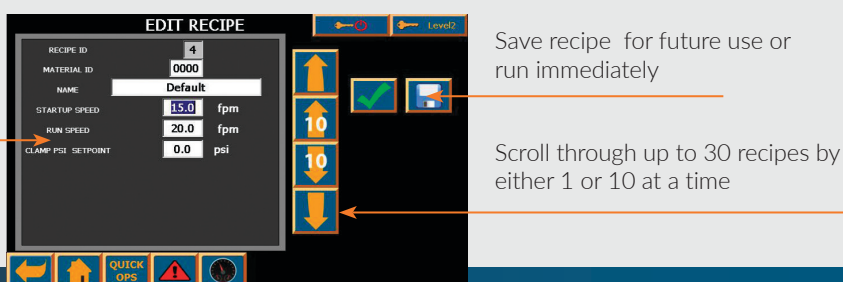 EDIT RECIPE
Level2
RECIPE ID 4
MATERIAL ID 0000
NAME Default
STARTUP SPEED 15.0 fpm
RUN SPEED 20.0 fpm
CLAMP PSI SETPOINT 0.0 psi
10
10
QUICK
OPS
Save recipe for future use or
run immediately
Scroll through up to 30 recipes by
either 1 or 10 at a time